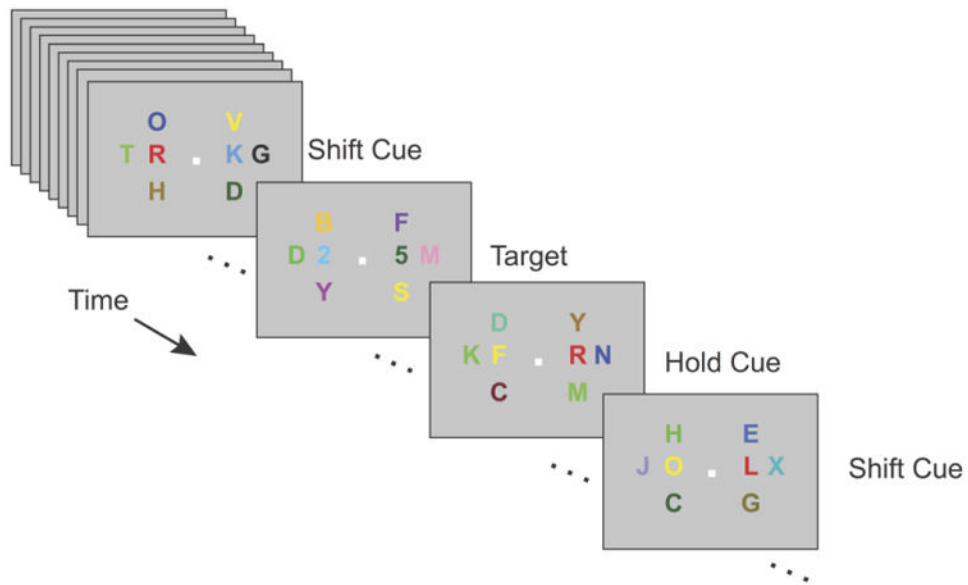 O V
T R . K G
H D
Shift Cue
B F
D 2 . 5 M
Y S
Target
Time
D Y
K F . R N
C M
Hold Cue
H E
J O . L X
C G
Shift Cue